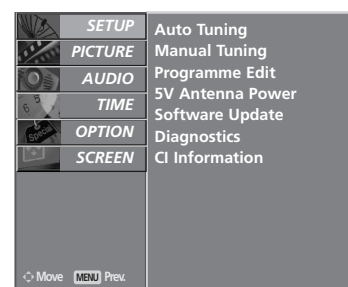 SETUP
PICTURE
AUDIO
TIME
OPTION
SCREEN
Auto Tuning
Manual Tuning
Programme Edit
5V Antenna Power
Software Update
Diagnostics
CI Information
Move MENU Prev.